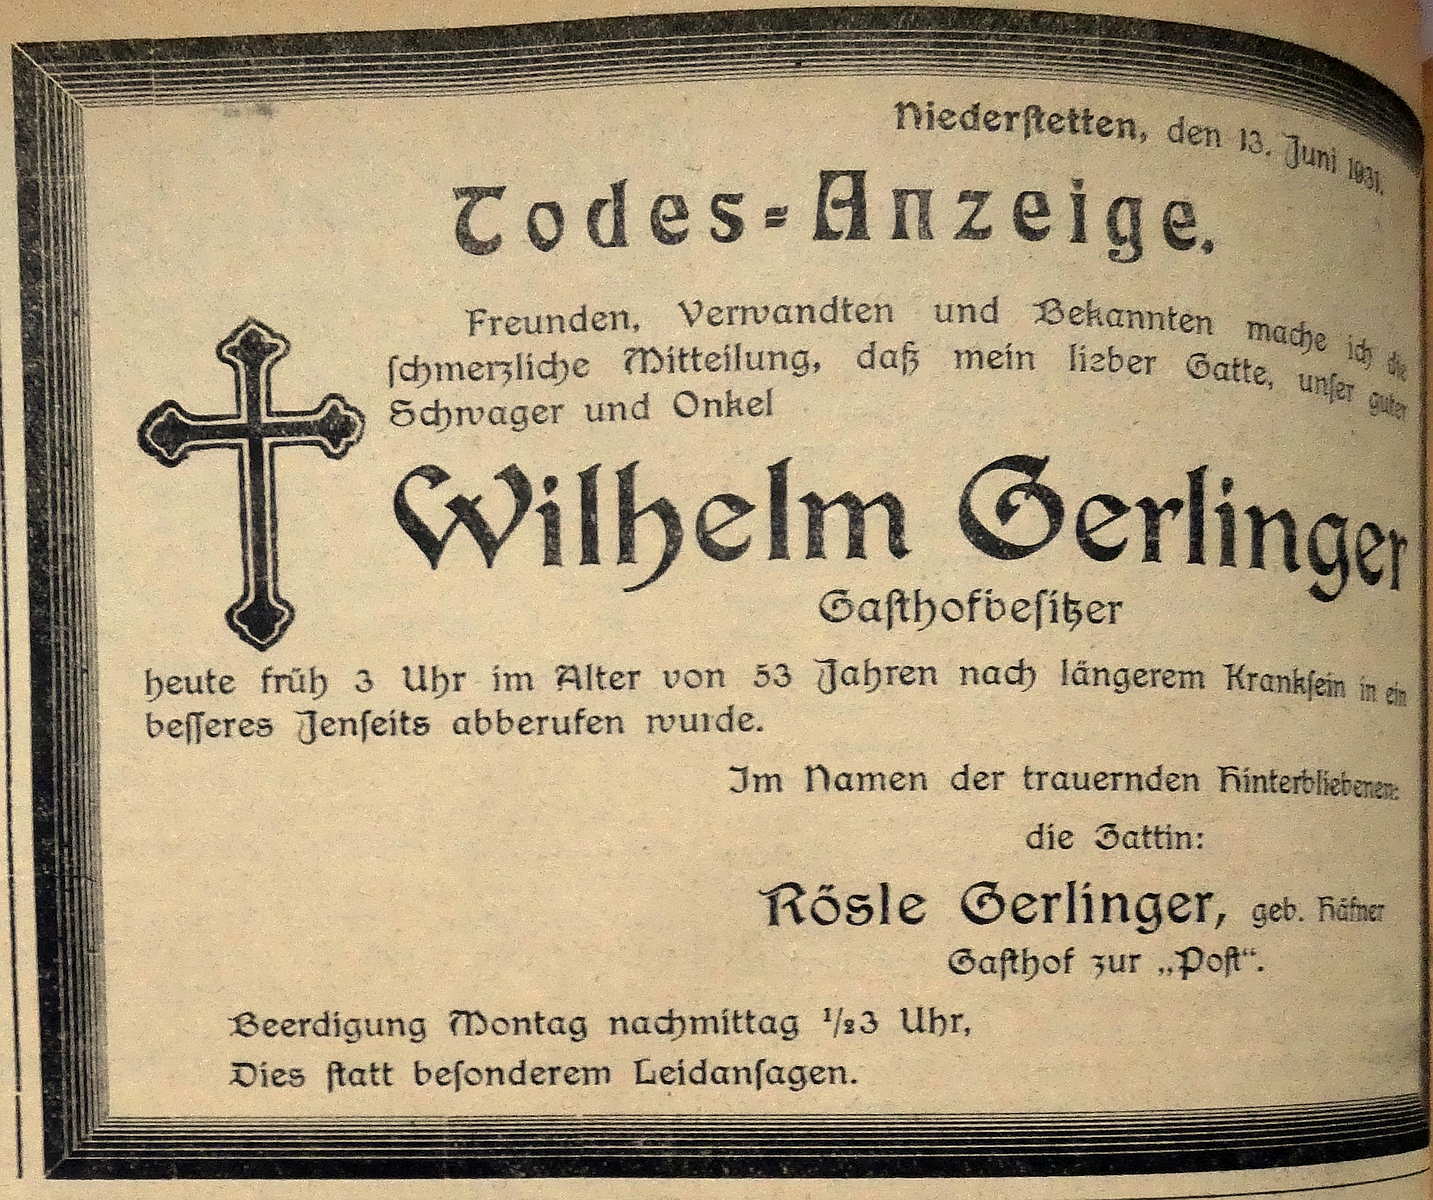 Niederſtetten, den 13. Juni 1931.
Todes-Anzeige.
Freunden, Verwandten und Bekannten mache ich die
ſchmerzliche Mitteilung, daß mein lieber Gatte, unſer guter
Schwager und Onkel
Wilhelm Gerlinger
Gaſthofbeſitzer
heute früh 3 Uhr im Alter von 53 Jahren nach längerem Krankſein in ein
beſſeres Jenſeits abberufen wurde.
Im Namen der trauernden Hinterbliebenen:
die Gattin:
Rösle Gerlinger, geb. Häfner
Gaſthof zur „Poſt“.
Beerdigung Montag nachmittag ½3 Uhr,
Dies ſtatt beſonderem Leidanſagen.